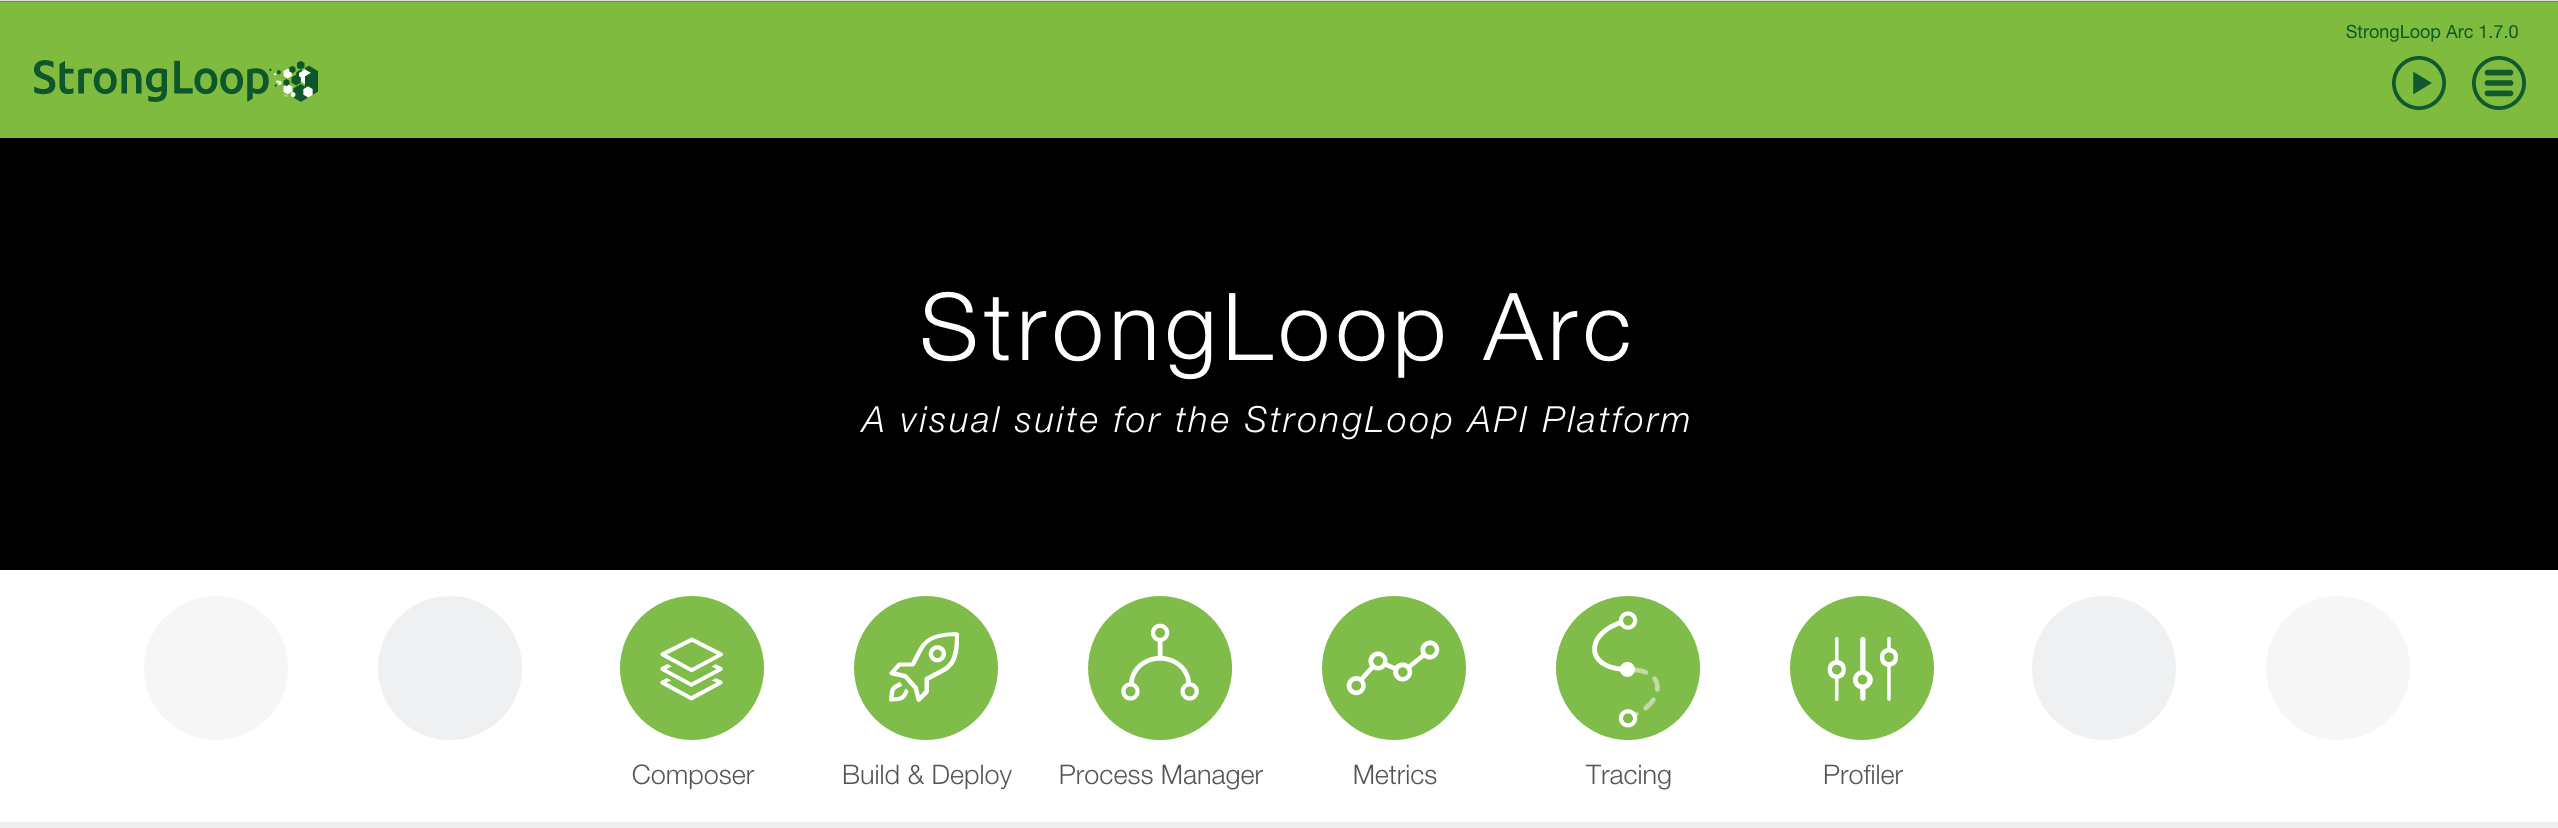 StrongLoop Arc 1.7.0
StrongLoop
StrongLoop Arc
A visual suite for the StrongLoop API Platform
Composer
Build & Deploy
Process Manager
Metrics
Tracing
Profiler